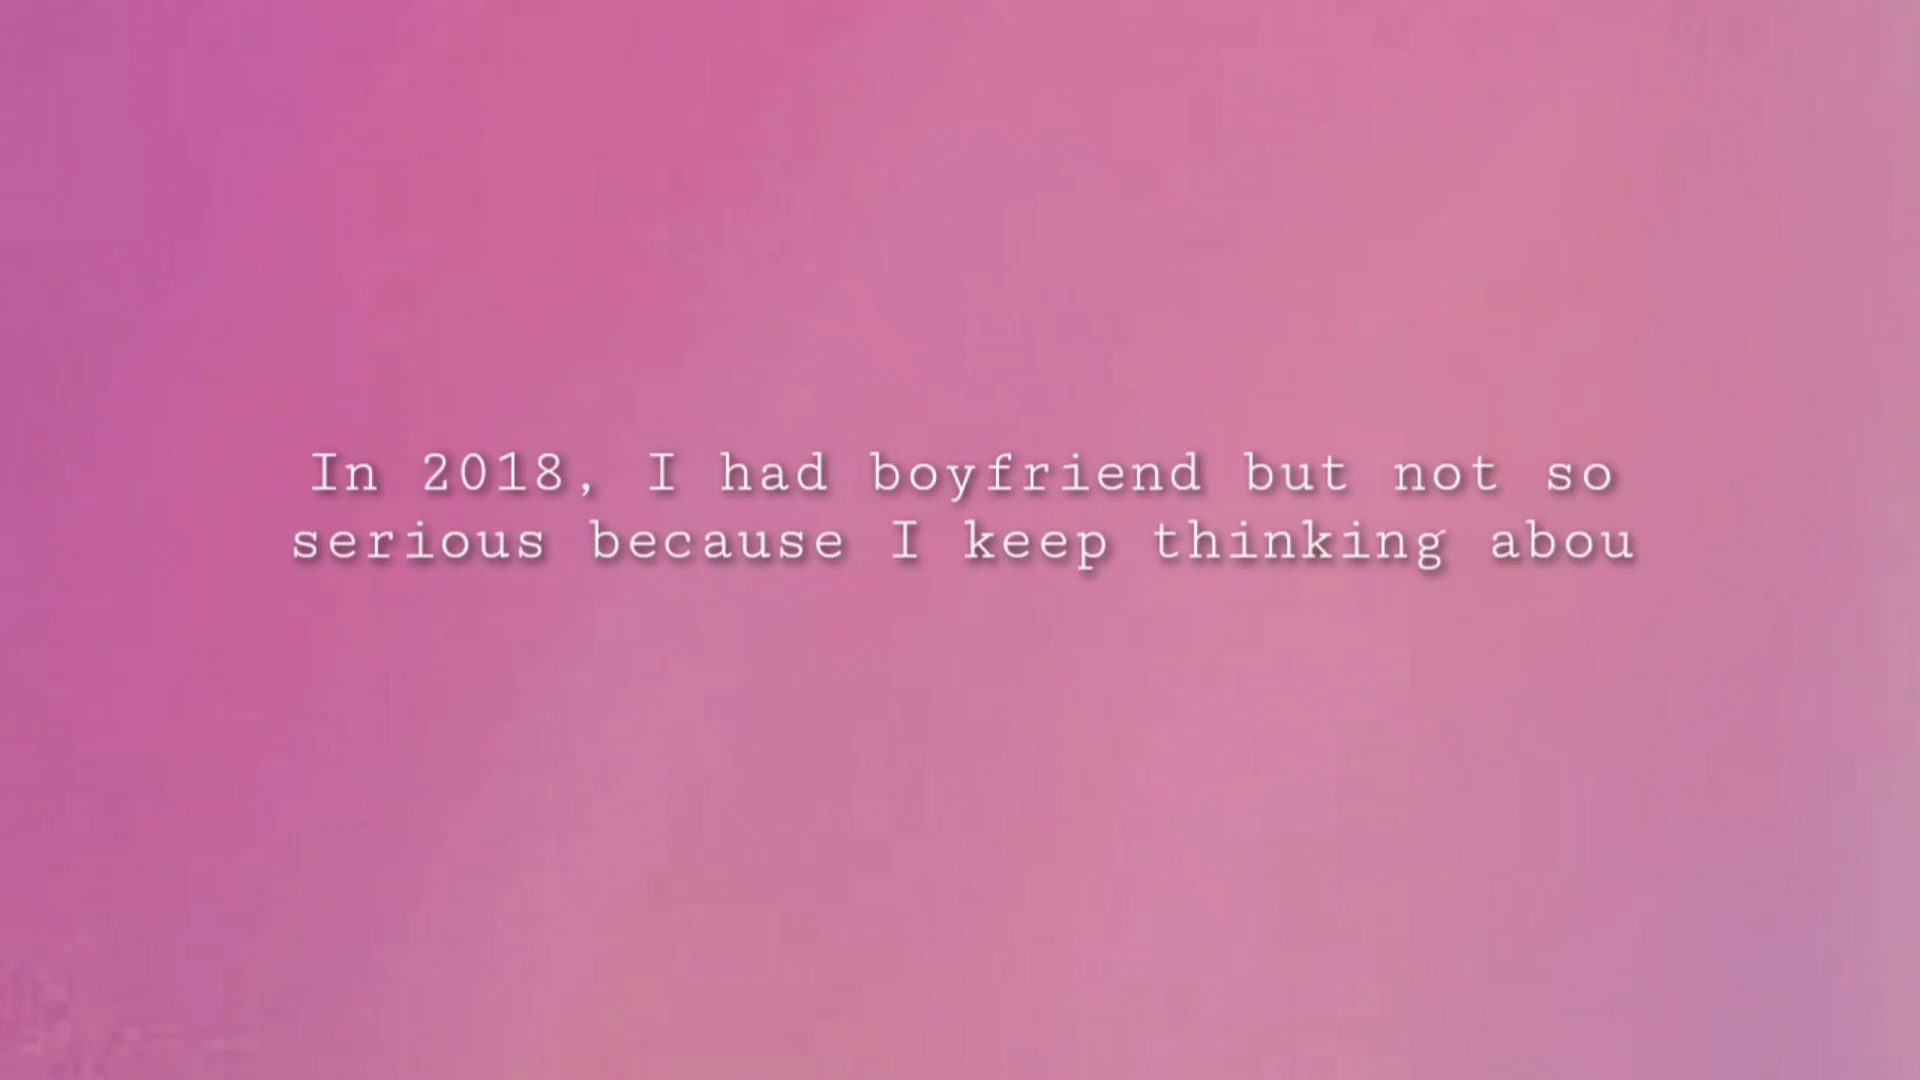 In 2018, I had boyfriend but not so
serious because I keep thinking abou